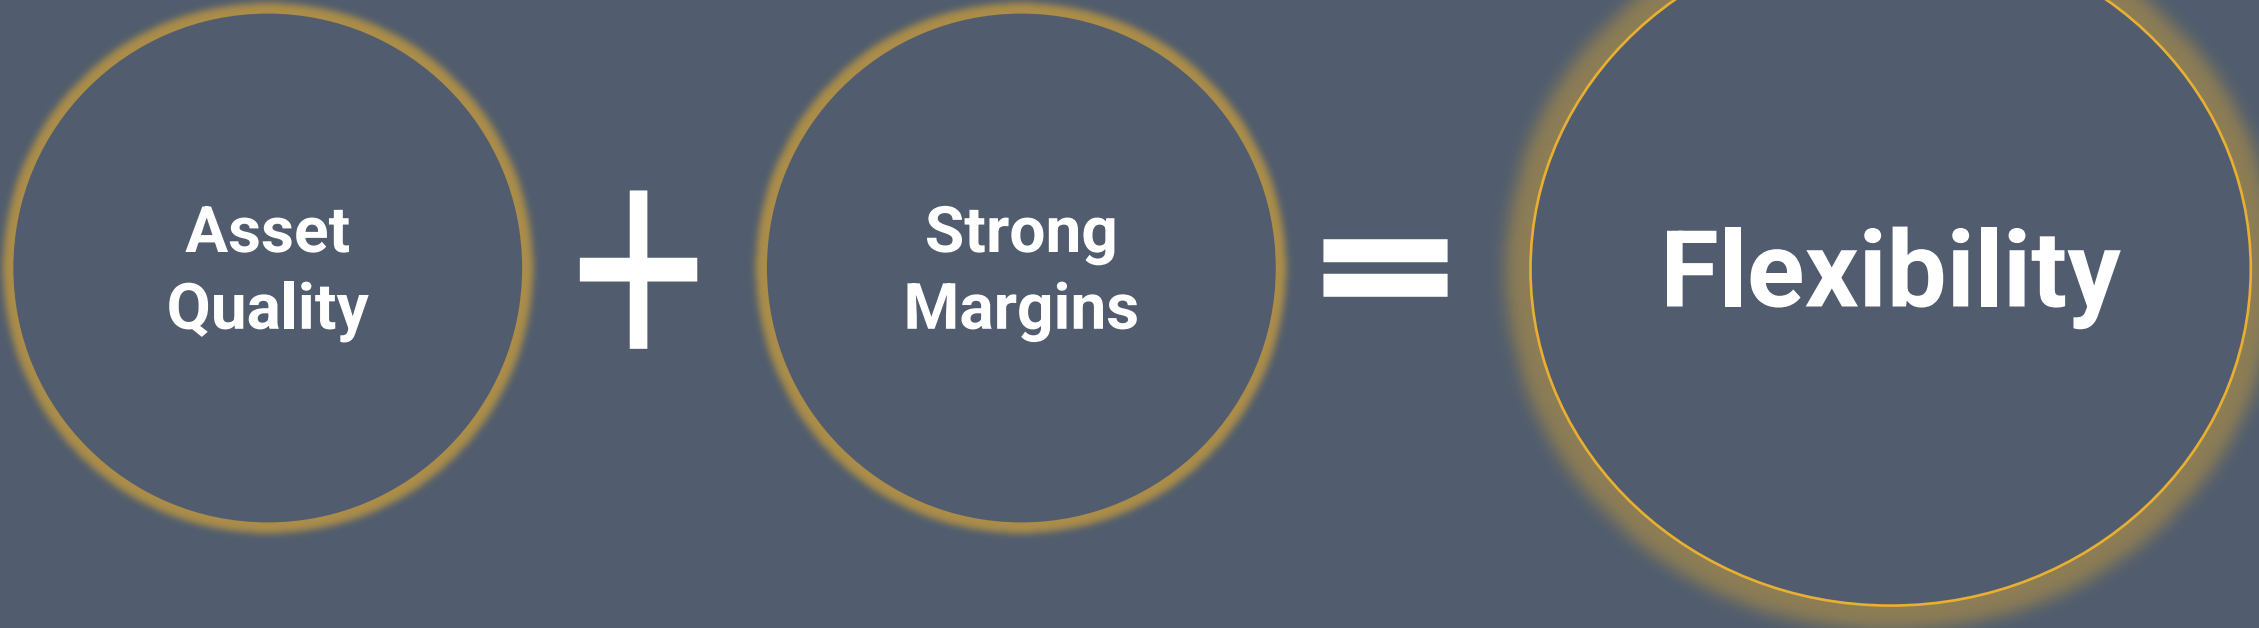 Asset
Quality
+
Strong
Margins
=
Flexibility